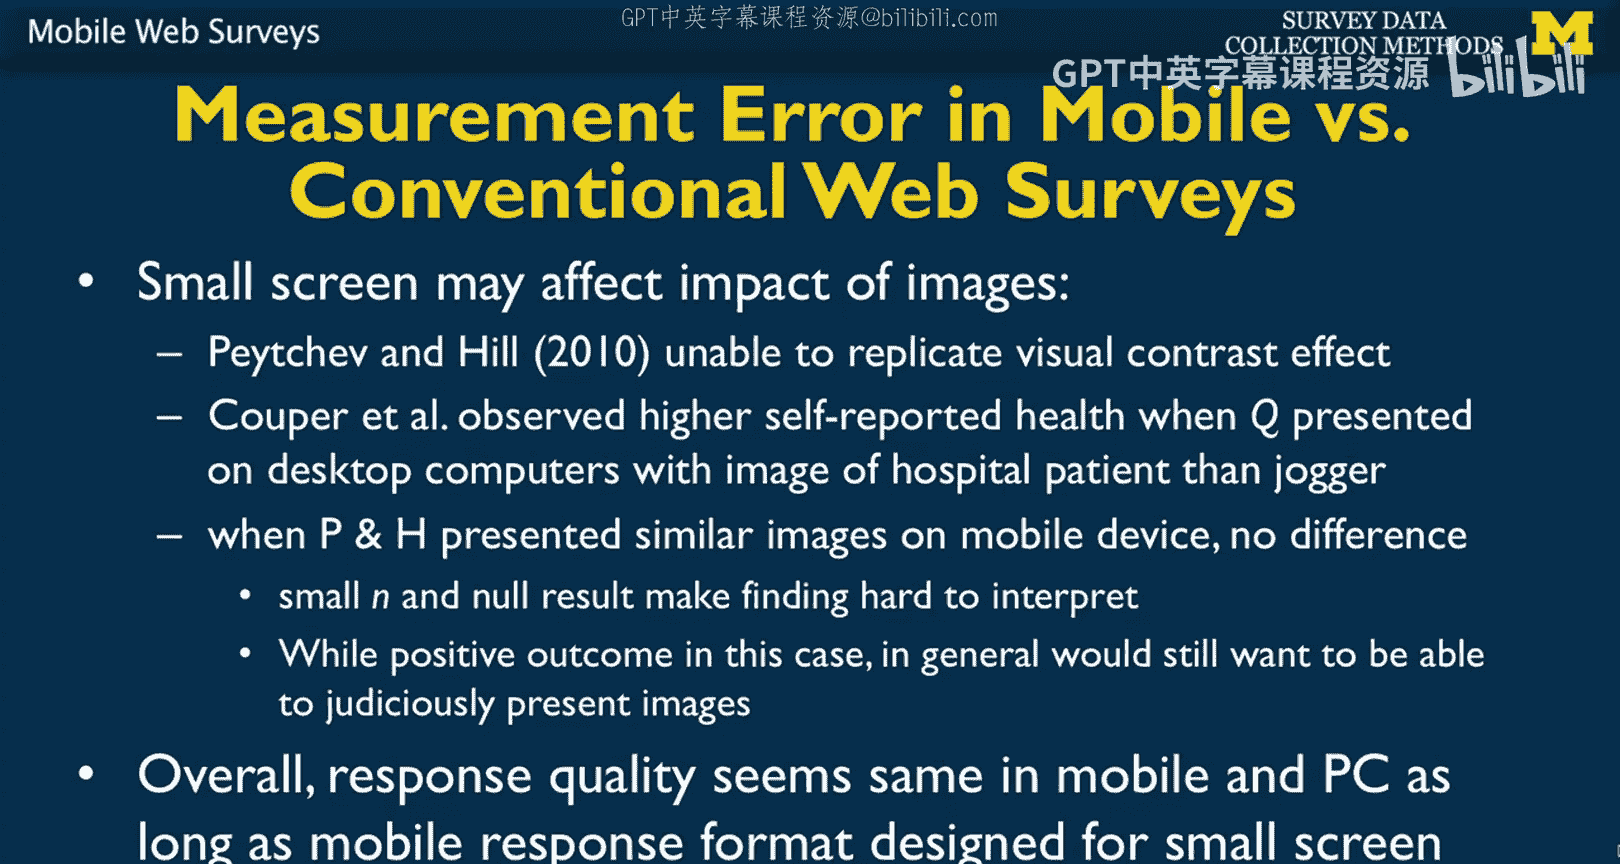 Mobile Web Surveys
GPT中英字幕课程资源@bilibili.com
SURVEY DATA
COLLECTION METHODS
M
GPT中英字幕课程资源 bilibili
Measurement Error in Mobile vs.
Conventional Web Surveys
• Small screen may affect impact of images:
– Peytchev and Hill (2010) unable to replicate visual contrast effect
– Couper et al. observed higher self-reported health when Q presented
on desktop computers with image of hospital patient than jogger
– when P & H presented similar images on mobile device, no difference
• small n and null result make finding hard to interpret
• While positive outcome in this case, in general would still want to be able
to judiciously present images
• Overall, response quality seems same in mobile and PC as
long as mobile response format designed for small screen